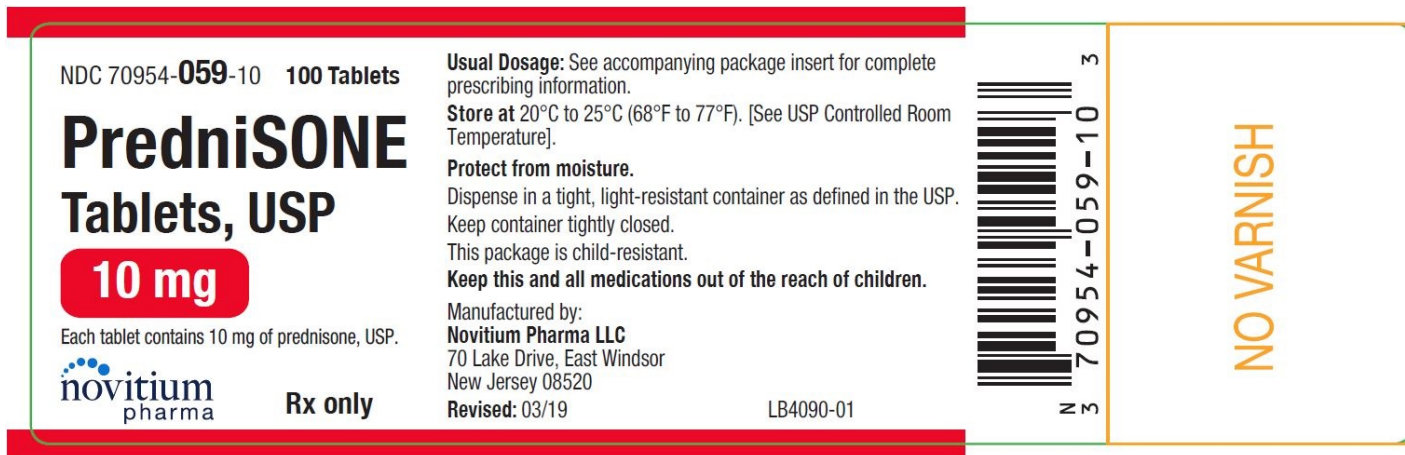 NDC 70954-059-10 100 Tablets
PredniSONE
Tablets, USP
10 mg
Each tablet contains 10 mg of prednisone, USP.
novitium
pharma
Rx only
Usual Dosage: See accompanying package insert for complete
prescribing information.
Store at 20°C to 25°C (68°F to 77°F). [See USP Controlled Room
Temperature].
Protect from moisture.
Dispense in a tight, light-resistant container as defined in the USP.
Keep container tightly closed.
This package is child-resistant.
Keep this and all medications out of the reach of children.
Manufactured by:
Novitium Pharma LLC
70 Lake Drive, East Windsor
New Jersey 08520
Revised: 03/19 LB4090-01
N
3 70954-059-10 3
NO VARNISH